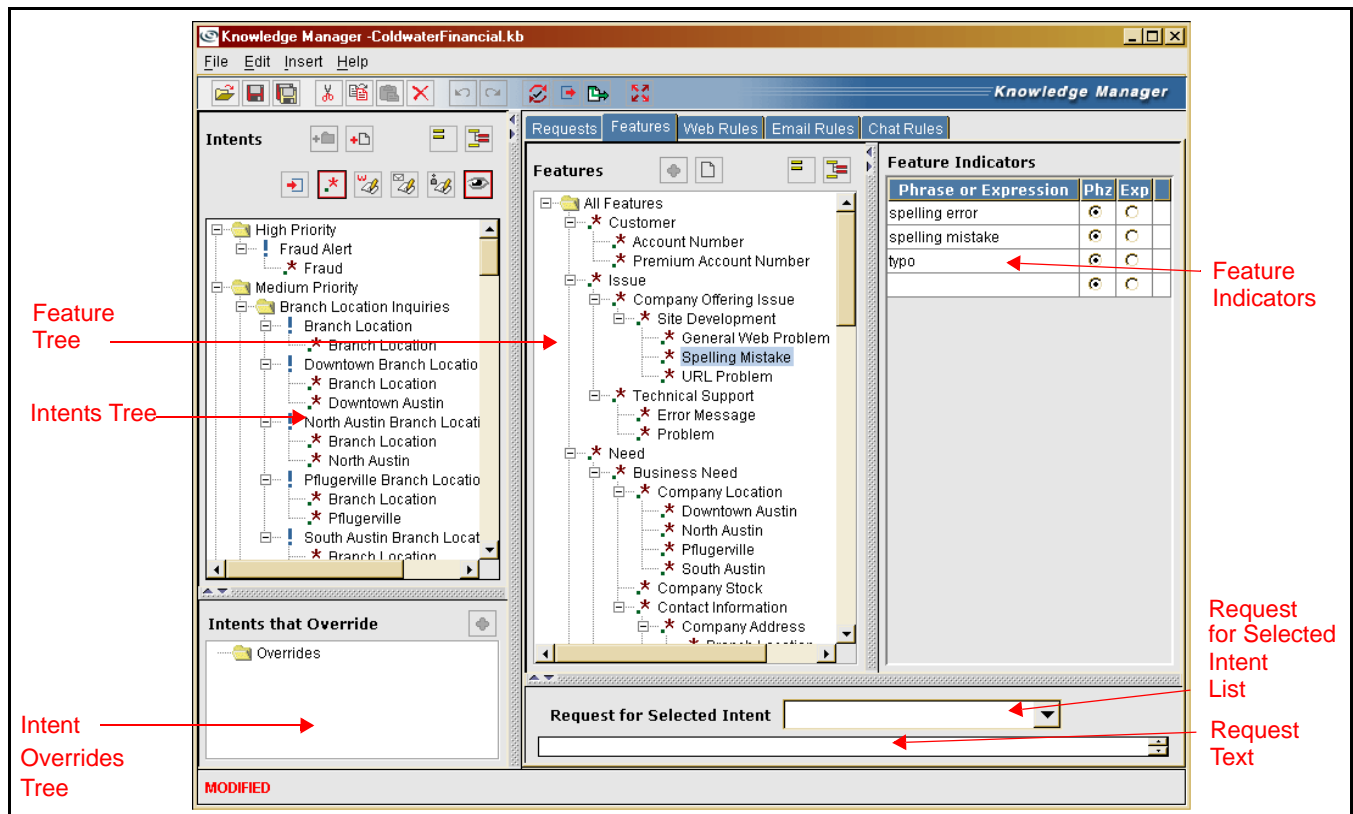 Knowledge Manager -ColdwaterFinancial.kb
File Edit Insert Help
Knowledge Manager
Intents
High Priority
Fraud Alert
Fraud
Medium Priority
Branch Location Inquiries
Branch Location
Branch Location
Downtown Branch Locatio
Branch Location
Downtown Austin
North Austin Branch Locati
Branch Location
North Austin
Pflugerville Branch Locatio
Branch Location
Pflugerville
South Austin Branch Locat
Branch Location
Intents that Override
Overrides
Requests Features Web Rules Email Rules Chat Rules
Features
All Features
Customer
Account Number
Premium Account Number
Issue
Company Offering Issue
Site Development
General Web Problem
Spelling Mistake
URL Problem
Technical Support
Error Message
Problem
Need
Business Need
Company Location
Downtown Austin
North Austin
Pflugerville
South Austin
Company Stock
Contact Information
Company Address
Branch Location
Feature Indicators
Phrase or Expression Phz Exp
spelling error
spelling mistake
typo
Request for Selected Intent
MODIFIED
Feature
Tree
Intents Tree
Intent
Overrides
Tree
Feature
Indicators
Request
for Selected
Intent
List
Request
Text